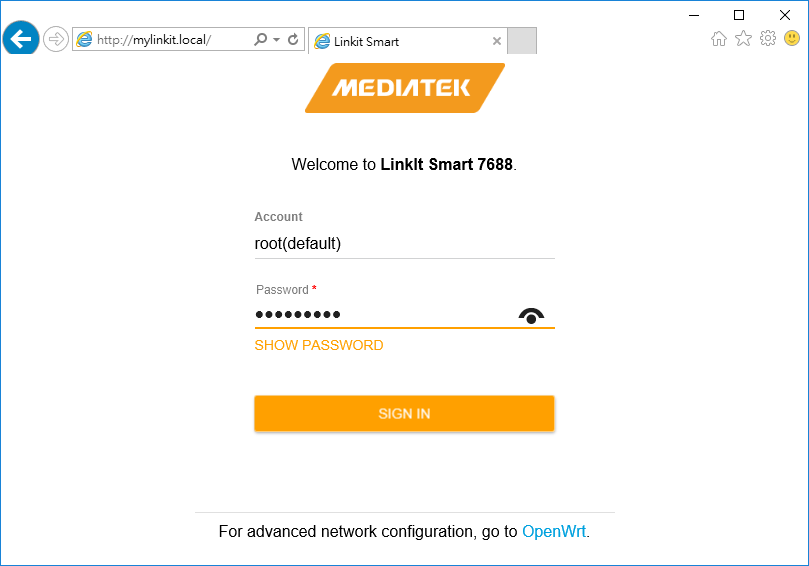 http://mylinkit.local/
Linkit Smart
MEDIATEK
Welcome to LinkIt Smart 7688.
Account
root(default)
Password *
•••••••••
SHOW PASSWORD
SIGN IN
For advanced network configuration, go to OpenWrt.